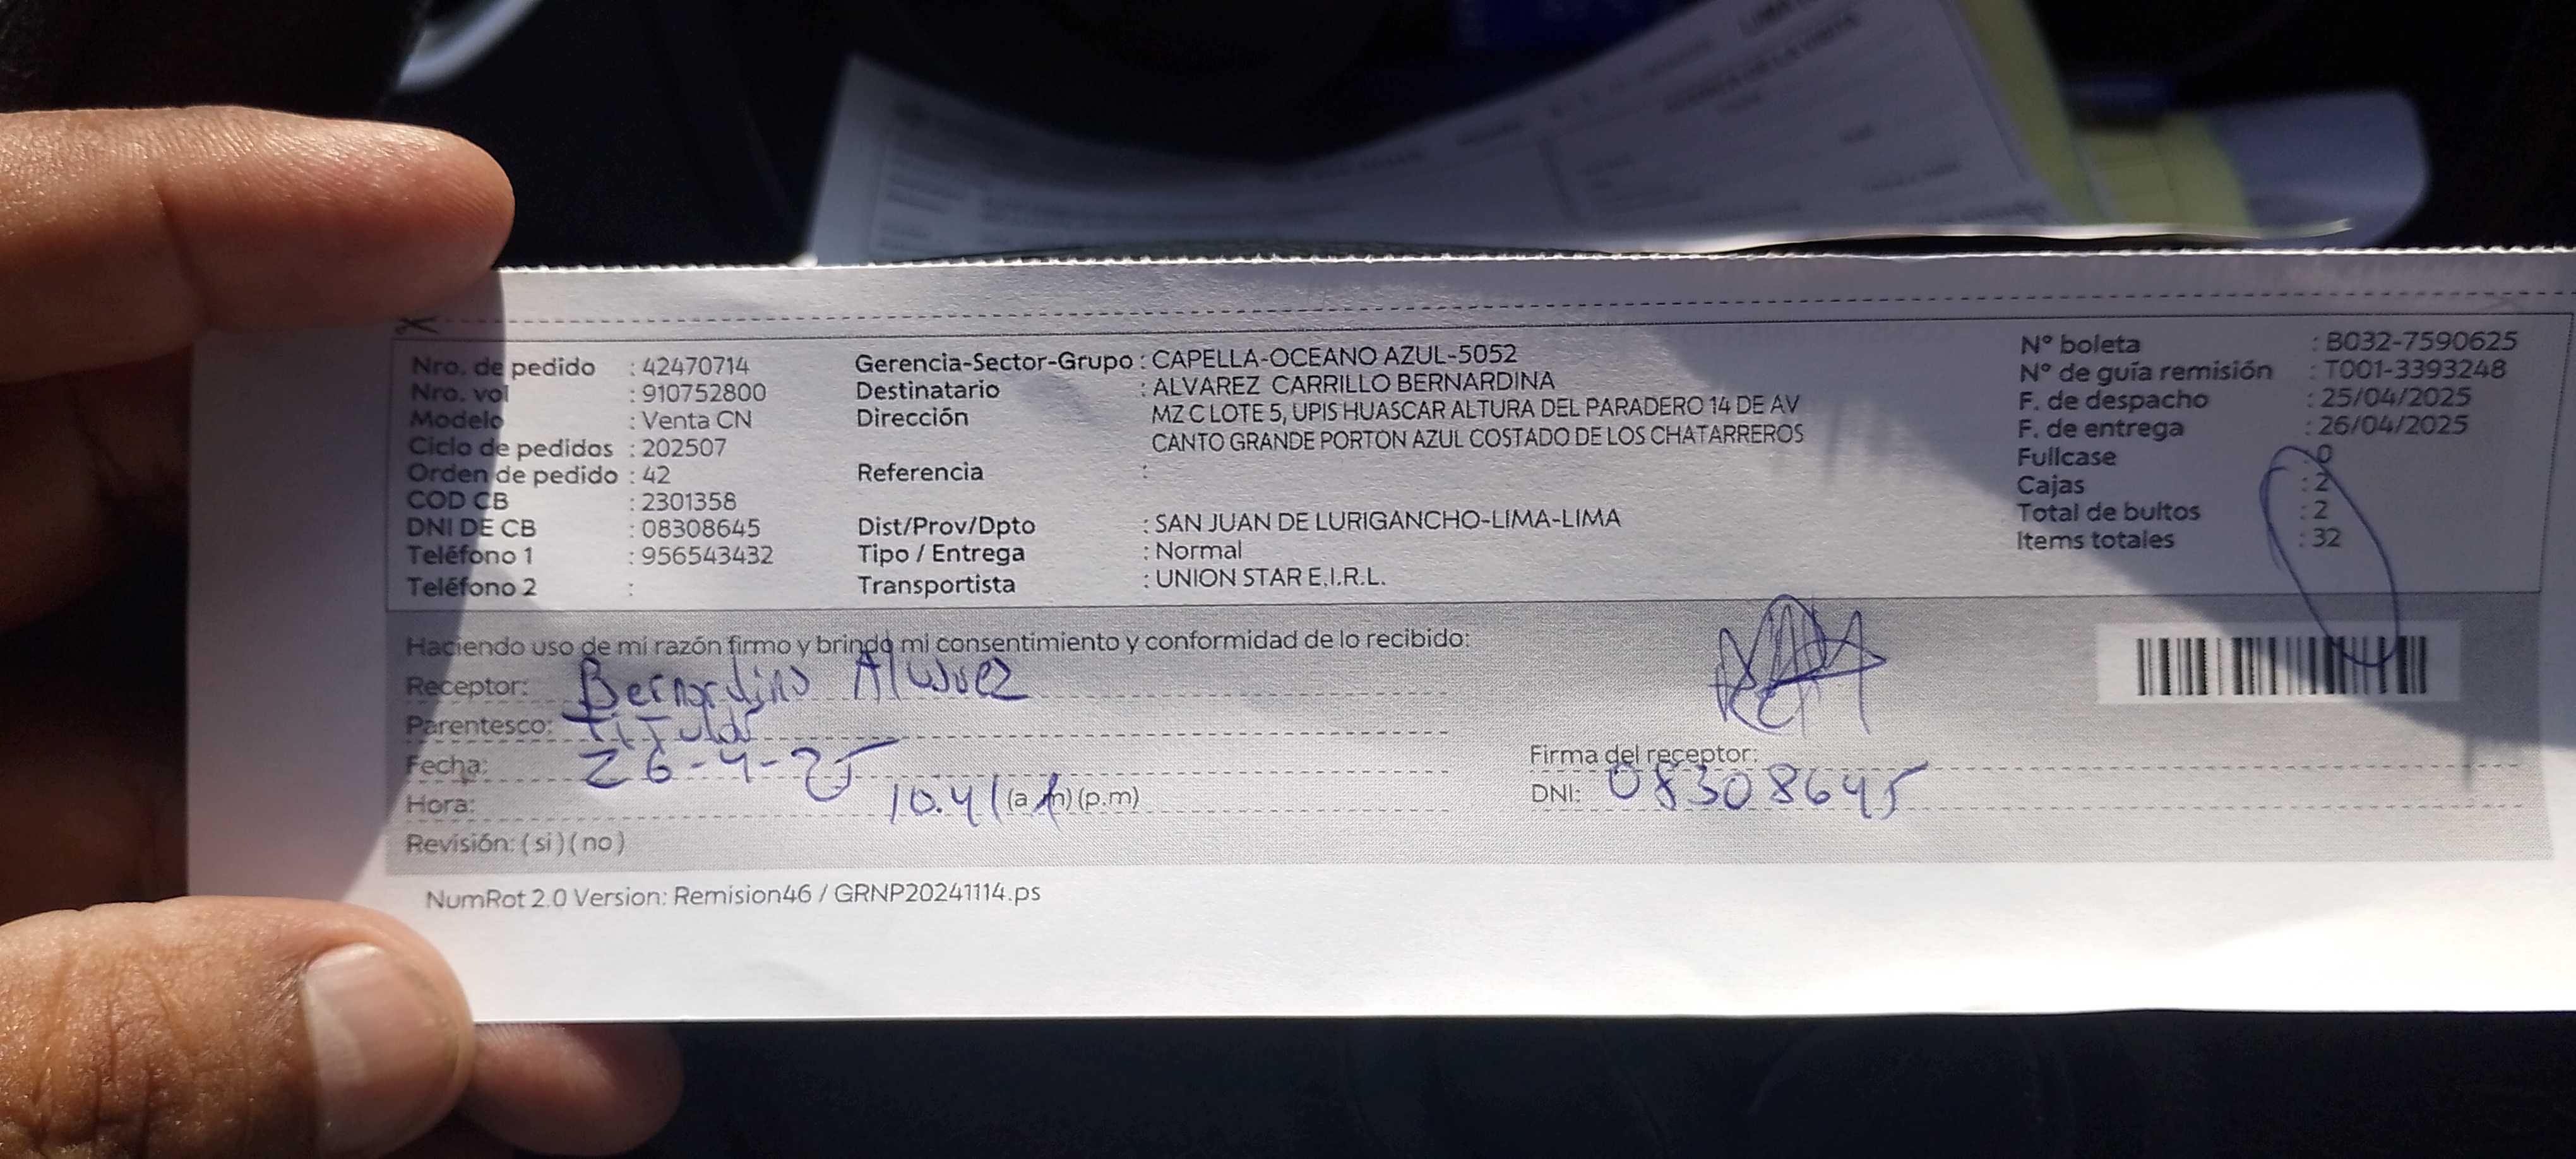 Nro. de pedido : 42470714
Nro. vol : 910752800
Modelo : Venta CN
Ciclo de pedidos : 202507
Orden de pedido : 42
COD CB : 2301358
DNI DE CB : 08308645
Teléfono 1 : 956543432
Teléfono 2 :
Gerencia-Sector-Grupo : CAPELLA-OCEANO AZUL-5052
Destinatario : ALVAREZ CARRILLO BERNARDINA
Dirección MZ C LOTE 5, UPIS HUASCAR ALTURA DEL PARADERO 14 DE AV
CANTO GRANDE PORTON AZUL COSTADO DE LOS CHATARREROS
Referencia :
Dist/Prov/Dpto : SAN JUAN DE LURIGANCHO-LIMA-LIMA
Tipo / Entrega : Normal
Transportista : UNION STAR E.I.R.L.
N° boleta : B032-7590625
N° de guía remisión : T001-3393248
F. de despacho : 25/04/2025
F. de entrega : 26/04/2025
Fullcase : 0
Cajas : 2
Total de bultos : 2
Items totales : 32
Haciendo uso de mi razón firmo y brindo mi consentimiento y conformidad de lo recibido:
Receptor: Bernardino Alvarez
Parentesco: Titular
Fecha: 26-4-25
Hora: 10.41 (a.m) (p.m)
Revisión: (si) (no)
Firma del receptor:
DNI: 08308645
NumRot 2.0 Version: Remision46 / GRNP20241114.ps